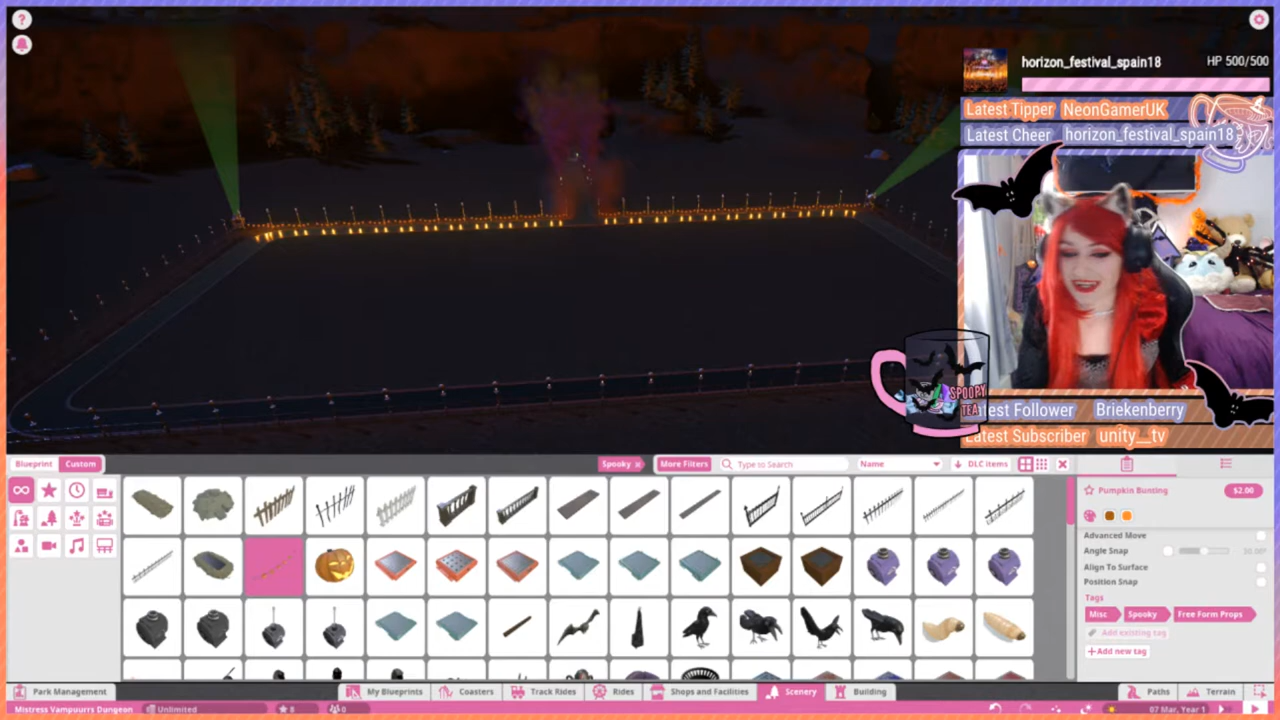 ?
horizon_festival_spain18 HP 500/500
Latest Tipper NeonGamerUK
Latest Cheer horizon_festival_spain18
SPOOPY
TEA
Latest Follower Briekenberry
Latest Subscriber unity__tv
Blueprint Custom Spooky × More Filters Type to Search Name DLC items
Pumpkin Bunting $2.00
Advanced Move
Angle Snap
Align To Surface
Position Snap
Tags
Misc Spooky Free Form Props
Add existing tag
+Add new tag
Park Management My Blueprints Coasters Track Rides Rides Shops and Facilities Scenery Building Paths Terrain
Mistress Vampuurrs Dungeon Unlimited 8 0 07 Mar, Year 1